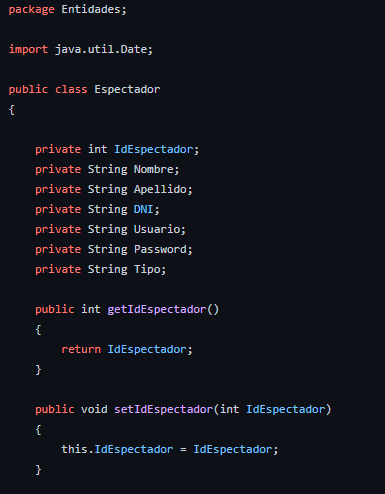 package Entidades;
import java.util.Date;
public class Espectador
{
private int IdEspectador;
private String Nombre;
private String Apellido;
private String DNI;
private String Usuario;
private String Password;
private String Tipo;
public int getIdEspectador()
{
return IdEspectador;
}
public void setIdEspectador(int IdEspectador)
{
this.IdEspectador = IdEspectador;
}